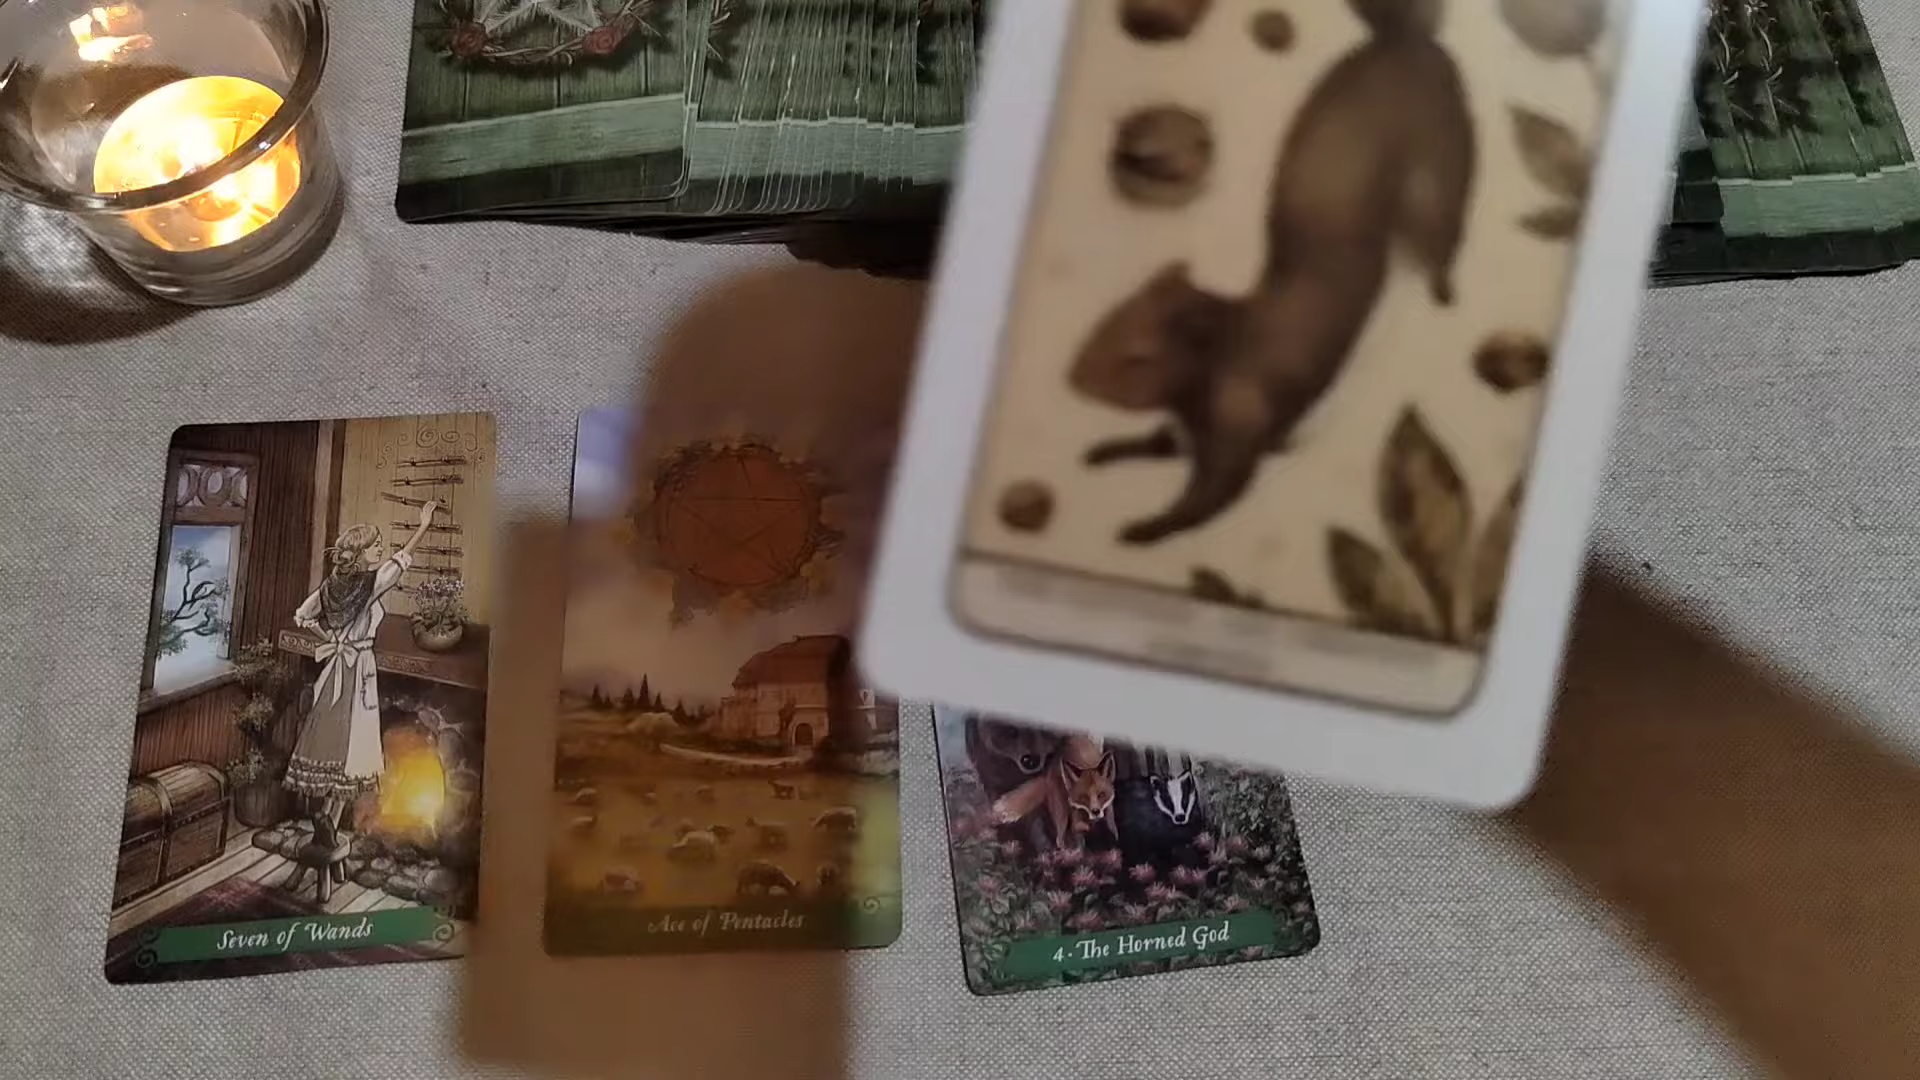 Seven of Wands
Ace of Pentacles
4 - The Horned God